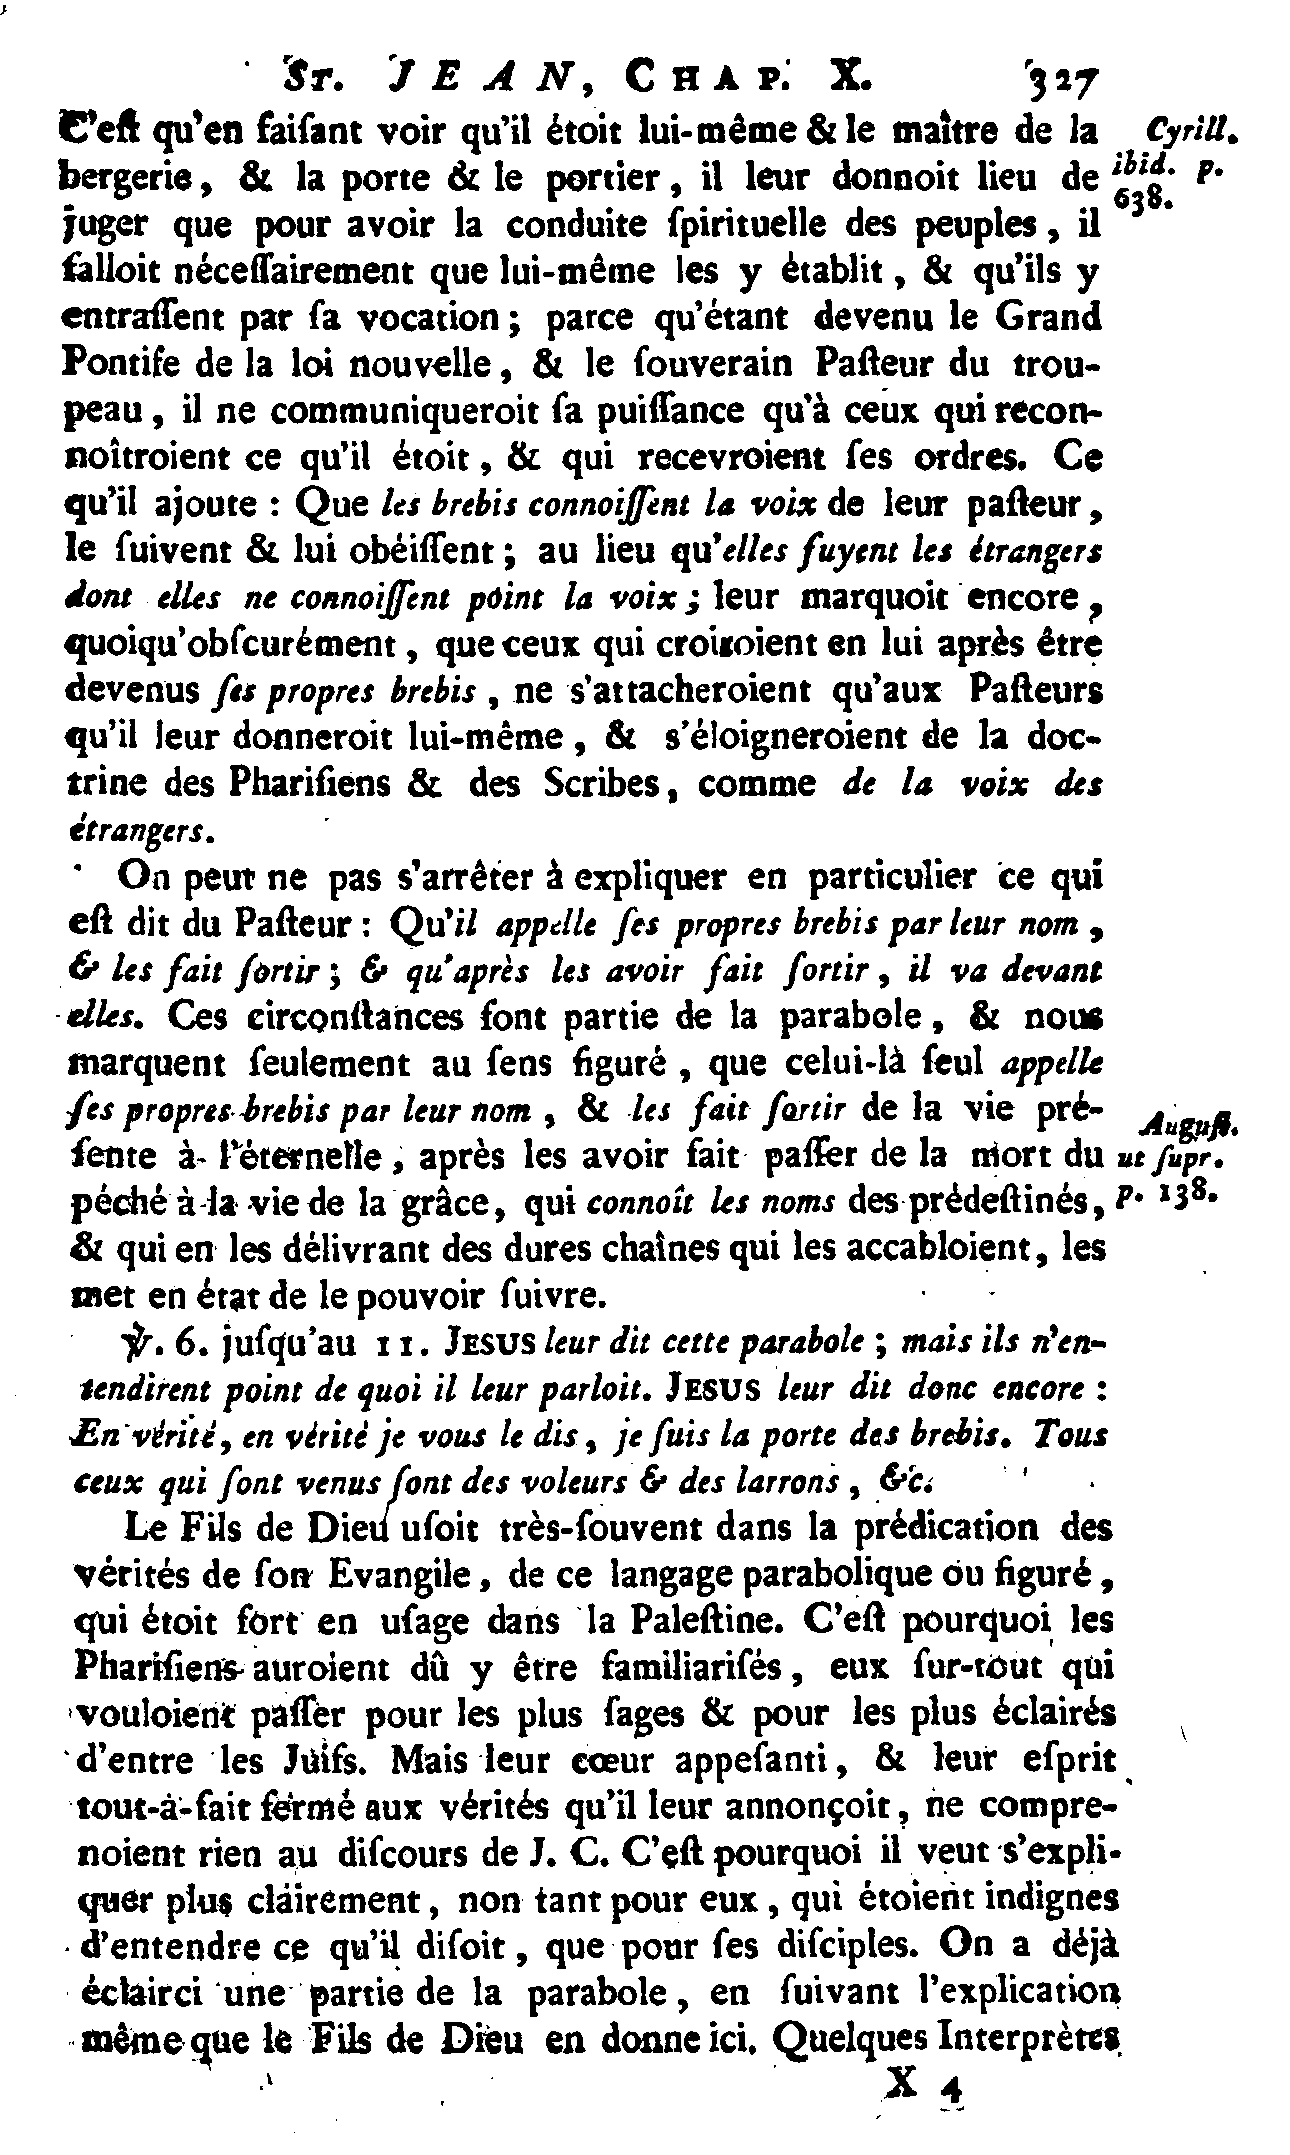 St. JEAN, CHAP. X. 327
C'eſt qu'en faiſant voir qu'il étoit lui-même & le maître de la
bergerie, & la porte & le portier, il leur donnoit lieu de
juger que pour avoir la conduite ſpirituelle des peuples, il
falloit néceſſairement que lui-même les y établit, & qu'ils y
entraſſent par ſa vocation; parce qu'étant devenu le Grand
Pontife de la loi nouvelle, & le ſouverain Paſteur du trou-
peau, il ne communiqueroit ſa puiſſance qu'à ceux qui recon-
noîtroient ce qu'il étoit, & qui recevroient ſes ordres. Ce
qu'il ajoute : Que les brebis connoiſſent la voix de leur paſteur,
le ſuivent & lui obéiſſent; au lieu qu'elles fuyent les étrangers
dont elles ne connoiſſent point la voix; leur marquoit encore,
quoiqu'obſcurément, que ceux qui croiroient en lui après être
devenus ſes propres brebis, ne s'attacheroient qu'aux Paſteurs
qu'il leur donneroit lui-même, & s'éloigneroient de la doc-
trine des Phariſiens & des Scribes, comme de la voix des
étrangers.
Cyrill.
ibid. p.
638.
On peut ne pas s'arrêter à expliquer en particulier ce qui
eſt dit du Paſteur : Qu'il appelle ſes propres brebis par leur nom,
& les fait ſortir; & qu'après les avoir fait ſortir, il va devant
elles. Ces circonſtances font partie de la parabole, & nous
marquent ſeulement au ſens figuré, que celui-là ſeul appelle
ſes propres brebis par leur nom, & les fait ſortir de la vie pré-
ſente à l'éternelle, après les avoir fait paſſer de la mort du
péché à la vie de la grâce, qui connoît les noms des prédeſtinés,
& qui en les délivrant des dures chaînes qui les accabloient, les
met en état de le pouvoir ſuivre.
Auguſt.
ut ſupr.
p. 138.
℣. 6. juſqu'au 11. JESUS leur dit cette parabole; mais ils n'en-
tendirent point de quoi il leur parloit. JESUS leur dit donc encore :
En vérité, en vérité je vous le dis, je ſuis la porte des brebis. Tous
ceux qui ſont venus ſont des voleurs & des larrons, &c.
Le Fils de Dieu uſoit très-ſouvent dans la prédication des
vérités de ſon Evangile, de ce langage parabolique ou figuré,
qui étoit fort en uſage dans la Paleſtine. C'eſt pourquoi les
Phariſiens auroient dû y être familiariſés, eux ſur-tout qui
vouloient paſſer pour les plus ſages & pour les plus éclairés
d'entre les Juifs. Mais leur cœur appeſanti, & leur eſprit
tout-à-fait fermé aux vérités qu'il leur annonçoit, ne compre-
noient rien au diſcours de J. C. C'eſt pourquoi il veut s'expli-
quer plus clairement, non tant pour eux, qui étoient indignes
d'entendre ce qu'il diſoit, que pour ſes diſciples. On a déjà
éclairci une partie de la parabole, en ſuivant l'explication
même que le Fils de Dieu en donne ici. Quelques Interprètes
X 4